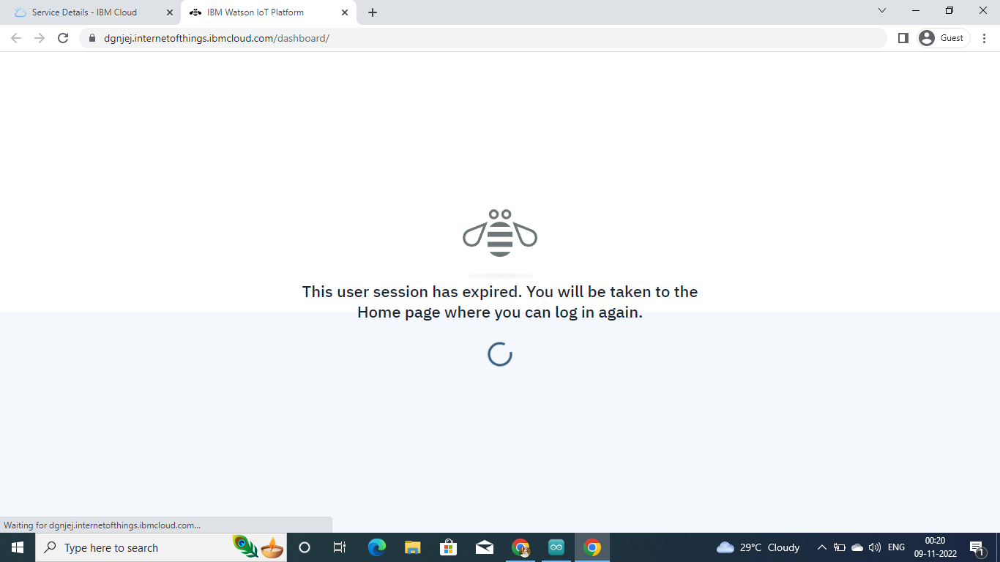 Service Details - IBM Cloud
IBM Watson IoT Platform
dgnjej.internetofthings.ibmcloud.com/dashboard/
Guest
This user session has expired. You will be taken to the
Home page where you can log in again.
Waiting for dgnjej.internetofthings.ibmcloud.com...
Type here to search
29°C Cloudy
ENG
00:20
09-11-2022
1